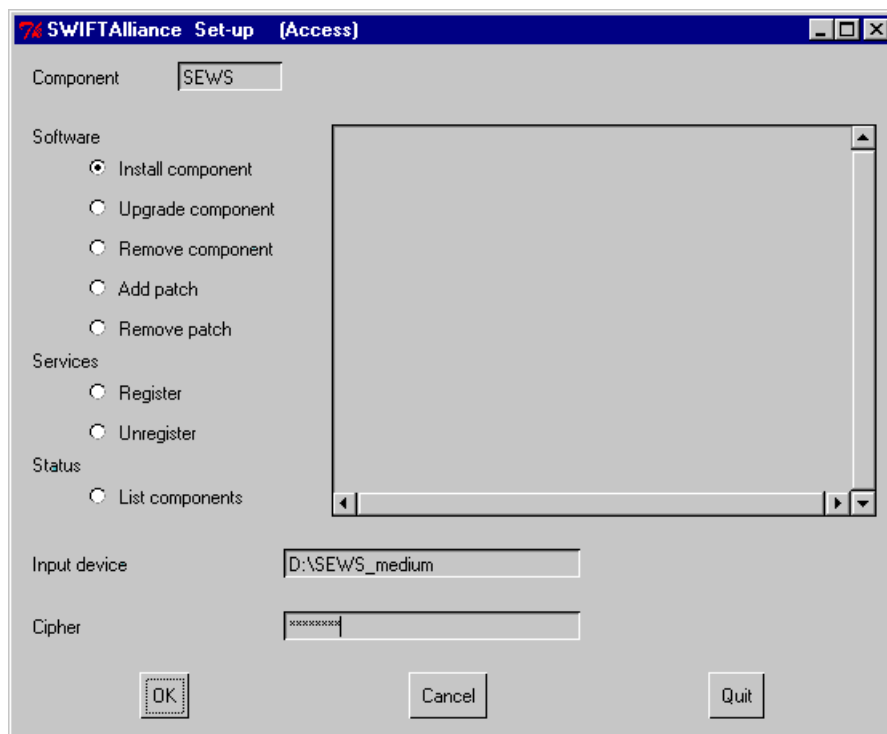 SWIFTAlliance Set-up (Access)
Component SEWS
Software
Install component
Upgrade component
Remove component
Add patch
Remove patch
Services
Register
Unregister
Status
List components
Input device D:\SEWS_medium
Cipher ********
OK Cancel Quit